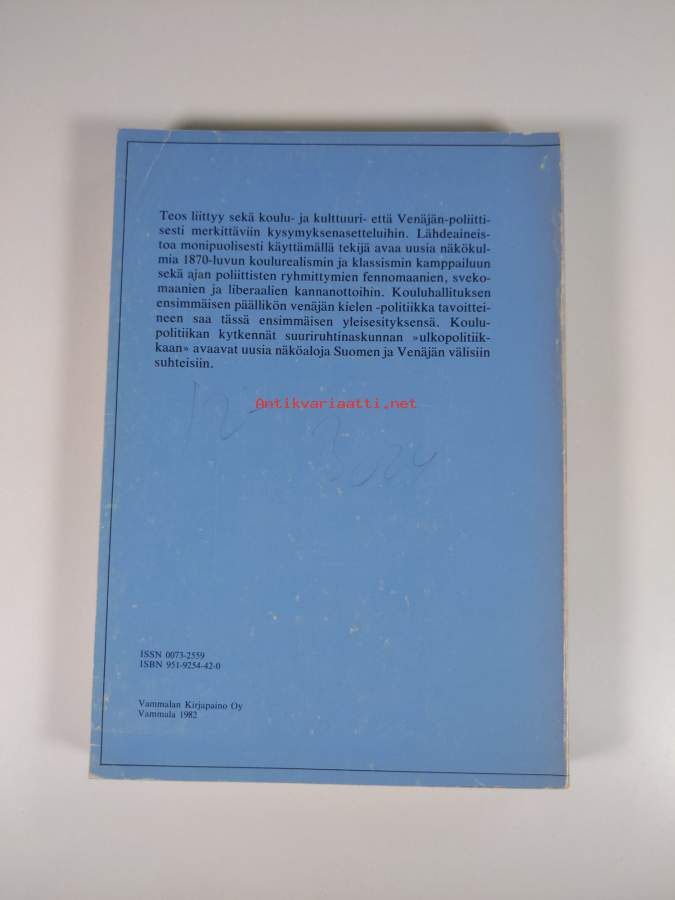 Teos liittyy sekä koulu- ja kulttuuri- että Venäjän-poliitti-
sesti merkittäviin kysymyksenasetteluihin. Lähdeaineis-
toa monipuolisesti käyttämällä tekijä avaa uusia näkökul-
mia 1870-luvun koulurealismin ja klassismin kamppailuun
sekä ajan poliittisten ryhmittymien fennomaanien, sveko-
maanien ja liberaalien kannanottoihin. Kouluhallituksen
ensimmäisen päällikön venäjän kielen -politiikka tavoittei-
neen saa tässä ensimmäisen yleisesityksensä. Koulu-
politiikan kytkennät suuriruhtinaskunnan »ulkopolitiik-
kaan» avaavat uusia näköaloja Suomen ja Venäjän välisiin
suhteisiin.
Antikvariaatti.net
ISSN 0073-2559
ISBN 951-9254-42-0
Vammalan Kirjapaino Oy
Vammala 1982